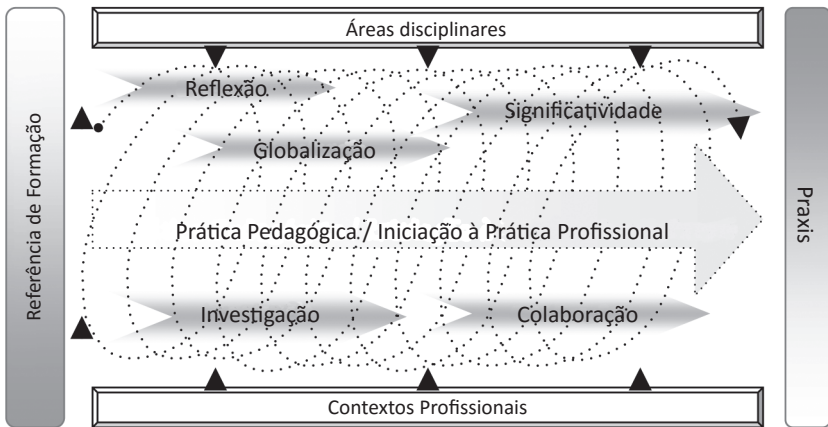 Áreas disciplinares
Referência de Formação
Reflexão
Significatividade
Globalização
Prática Pedagógica / Iniciação à Prática Profissional
Praxis
Investigação
Colaboração
Contextos Profissionais